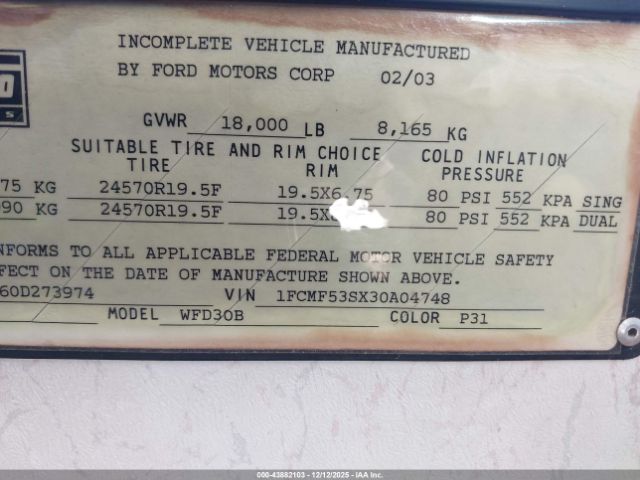 INCOMPLETE VEHICLE MANUFACTURED
BY FORD MOTORS CORP 02/03
GVWR 18,000 LB 8,165 KG
SUITABLE TIRE AND RIM CHOICE COLD INFLATION
TIRE RIM PRESSURE
75 KG 24570R19.5F 19.5X6.75 80 PSI 552 KPA SING
090 KG 24570R19.5F 19.5X 80 PSI 552 KPA DUAL
NFORMS TO ALL APPLICABLE FEDERAL MOTOR VEHICLE SAFETY
FECT ON THE DATE OF MANUFACTURE SHOWN ABOVE.
60D273974 VIN 1FCMF53SX30A04748
MODEL WFD30B COLOR P31
000-43882103 - 12/12/2025 - IAA Inc.